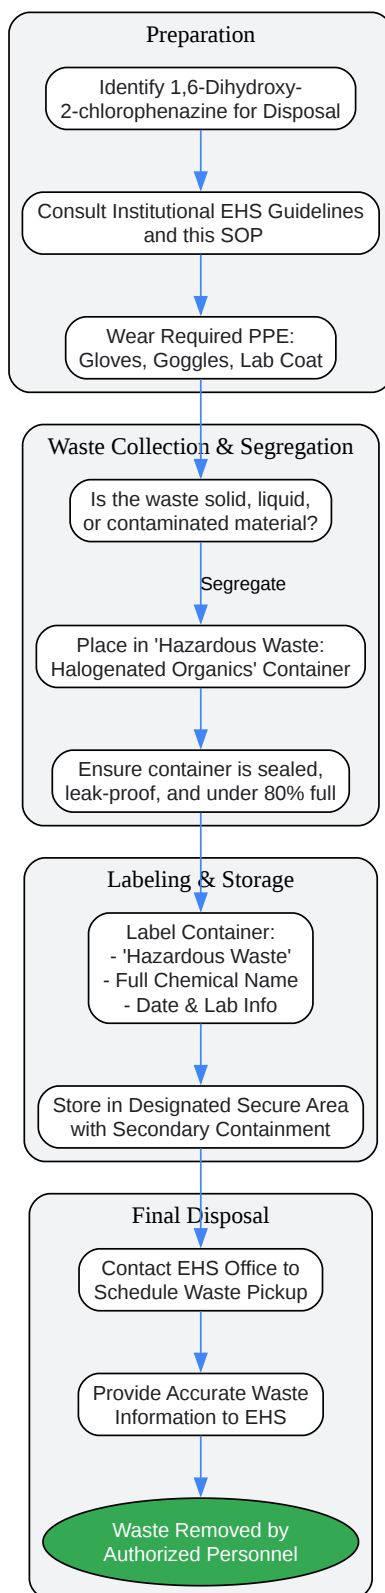 Preparation
Identify 1,6-Dihydroxy-
2-chlorophenazine for Disposal
Consult Institutional EHS Guidelines
and this SOP
Wear Required PPE:
Gloves, Goggles, Lab Coat
Waste Collection & Segregation
Is the waste solid, liquid,
or contaminated material?
Segregate
Place in 'Hazardous Waste:
Halogenated Organics' Container
Ensure container is sealed,
leak-proof, and under 80% full
Labeling & Storage
Label Container:
- 'Hazardous Waste'
- Full Chemical Name
- Date & Lab Info
Store in Designated Secure Area
with Secondary Containment
Final Disposal
Contact EHS Office to
Schedule Waste Pickup
Provide Accurate Waste
Information to EHS
Waste Removed by
Authorized Personnel